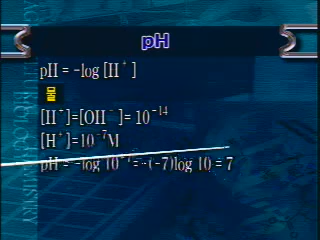 pH
pH = -log [H⁺]
물
[H⁺]=[OH⁻]= 10⁻¹⁴
[H⁺]=10⁻⁷M
pH = -log 10⁻⁷=-(-7)log 10 = 7